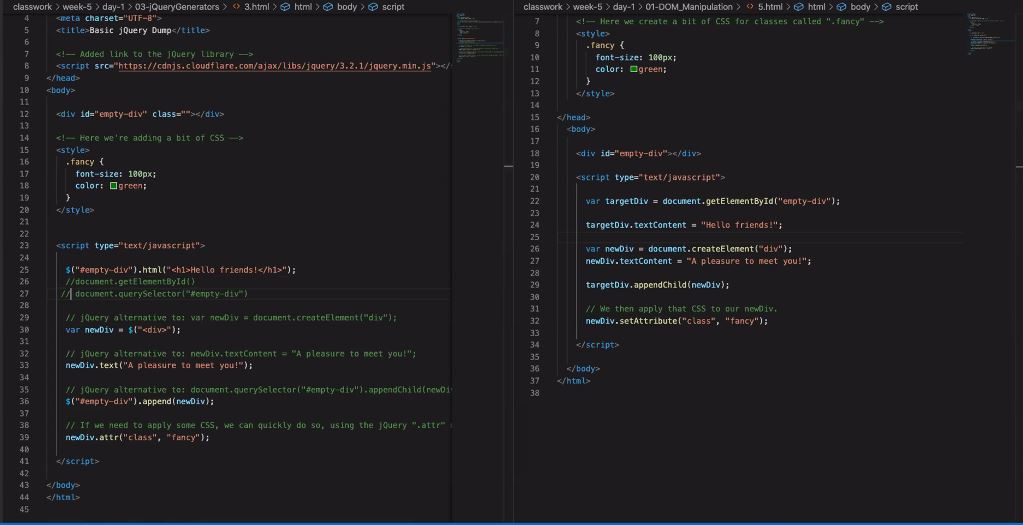 classwork > week-5 > day-1 > 03-jQueryGenerators > <> 3.html > html > body > script
4 <meta charset="UTF-8">
5 <title>Basic jQuery Dump</title>
6
7 <!-- Added link to the jQuery library -->
8 <script src="https://cdnjs.cloudflare.com/ajax/libs/jquery/3.2.1/jquery.min.js"></
9 </head>
10 <body>
11
12 <div id="empty-div" class=""></div>
13
14 <!-- Here we're adding a bit of CSS -->
15 <style>
16 .fancy {
17 font-size: 100px;
18 color: green;
19 }
20 </style>
21
22
23 <script type="text/javascript">
24
25 $("#empty-div").html("<h1>Hello friends!</h1>");
26 //document.getElementById()
27 // document.querySelector("#empty-div")
28
29 // jQuery alternative to: var newDiv = document.createElement("div");
30 var newDiv = $("<div>");
31
32 // jQuery alternative to: newDiv.textContent = "A pleasure to meet you!";
33 newDiv.text("A pleasure to meet you!");
34
35 // jQuery alternative to: document.querySelector("#empty-div").appendChild(newDi
36 $("#empty-div").append(newDiv);
37
38 // If we need to apply some CSS, we can quickly do so, using the jQuery ".attr"
39 newDiv.attr("class", "fancy");
40
41 </script>
42
43 </body>
44 </html>
45
classwork > week-5 > day-1 > 01-DOM_Manipulation > <> 5.html > html > body > script
7 <!-- Here we create a bit of CSS for classes called ".fancy" -->
8 <style>
9 .fancy {
10 font-size: 100px;
11 color: green;
12 }
13 </style>
14
15 </head>
16 <body>
17
18 <div id="empty-div"></div>
19
20 <script type="text/javascript">
21
22 var targetDiv = document.getElementById("empty-div");
23
24 targetDiv.textContent = "Hello friends!";
25
26 var newDiv = document.createElement("div");
27 newDiv.textContent = "A pleasure to meet you!";
28
29 targetDiv.appendChild(newDiv);
30
31 // We then apply that CSS to our newDiv.
32 newDiv.setAttribute("class", "fancy");
33
34 </script>
35
36 </body>
37 </html>
38